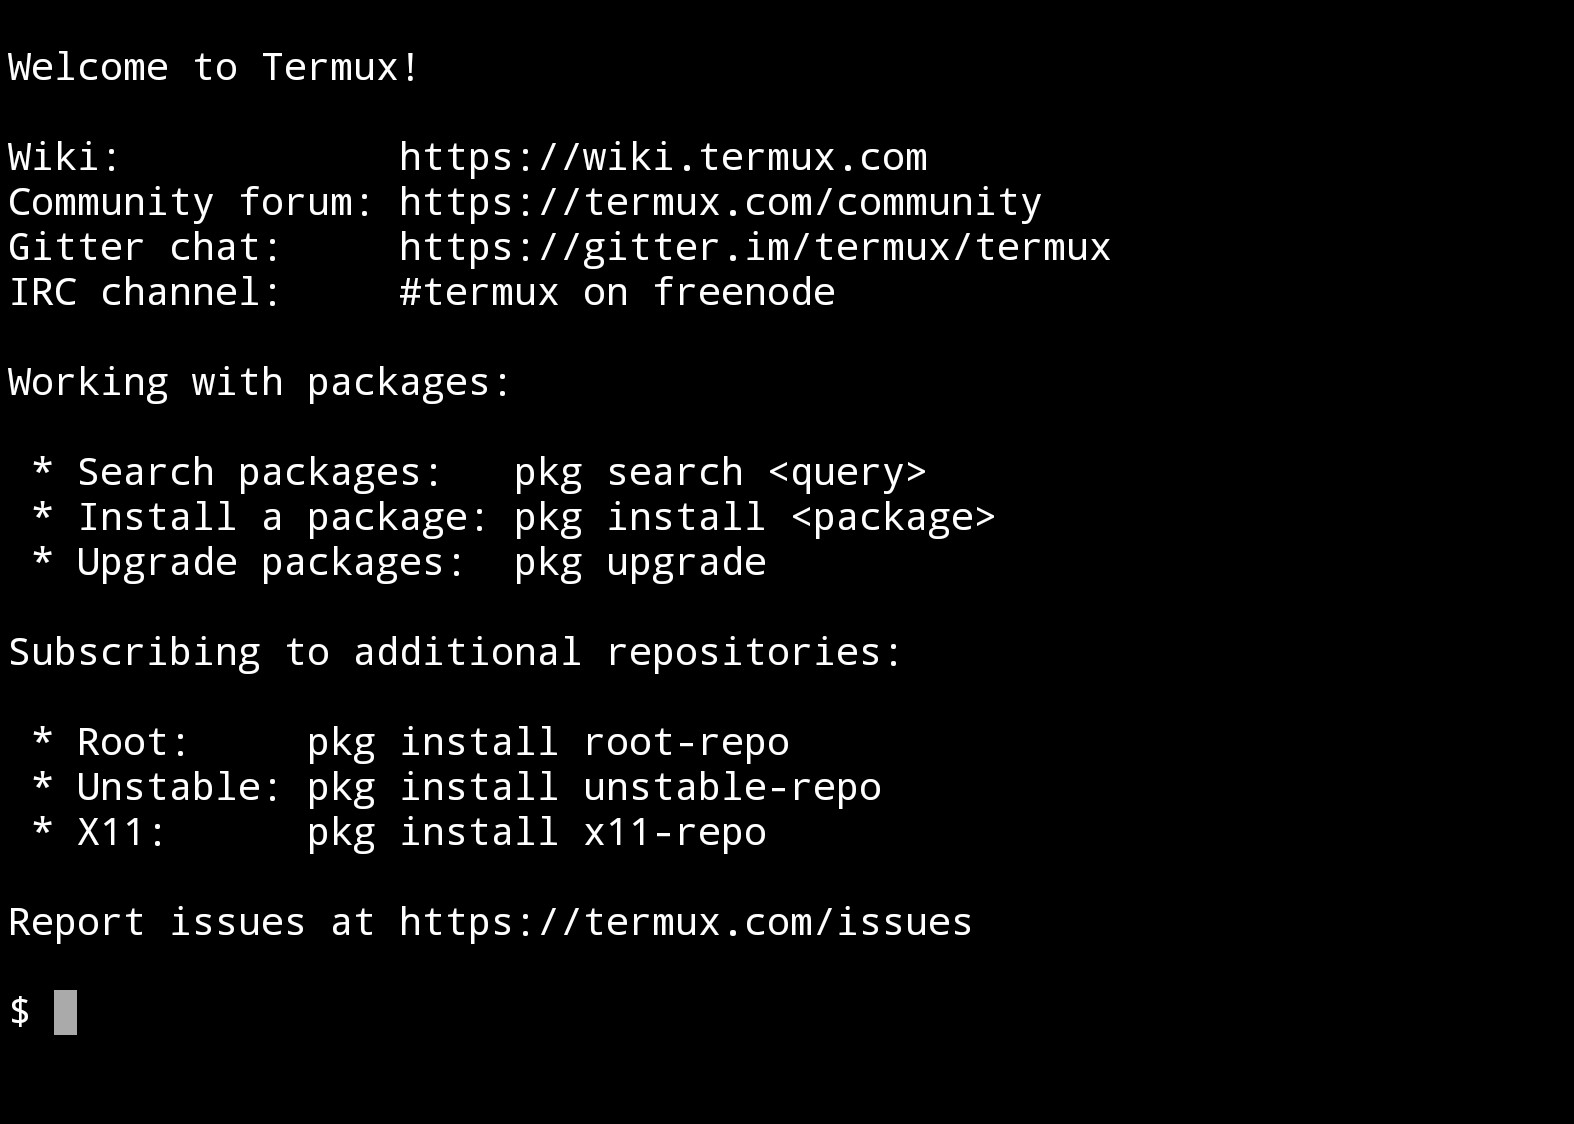 Welcome to Termux!
Wiki:            https://wiki.termux.com
Community forum: https://termux.com/community
Gitter chat:     https://gitter.im/termux/termux
IRC channel:     #termux on freenode
Working with packages:
 * Search packages:   pkg search <query>
 * Install a package: pkg install <package>
 * Upgrade packages:  pkg upgrade
Subscribing to additional repositories:
 * Root:     pkg install root-repo
 * Unstable: pkg install unstable-repo
 * X11:      pkg install x11-repo
Report issues at https://termux.com/issues
$